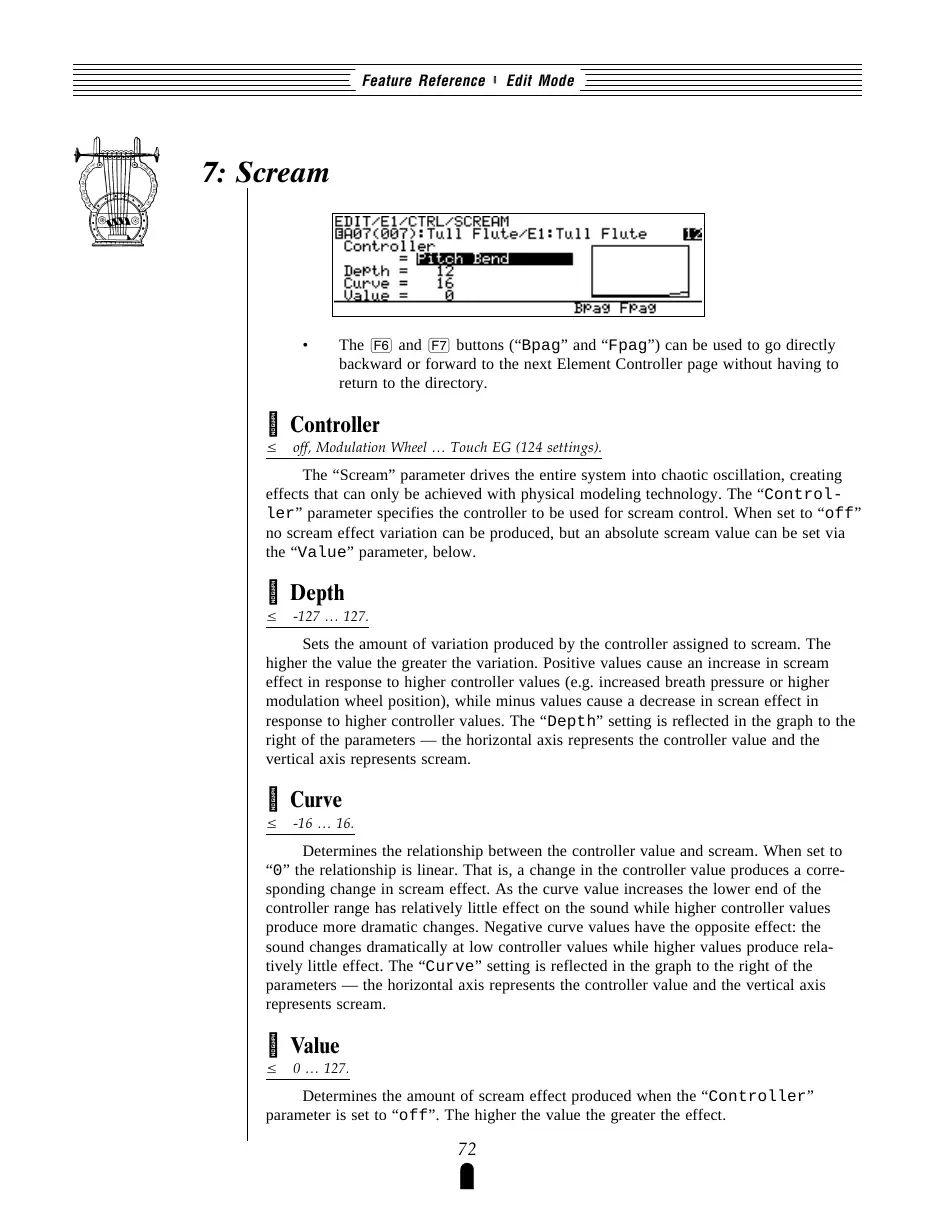 Feature Reference ı Edit Mode
7: Scream
EDIT/E1/CTRL/SCREAM
EA07(007):Tull Flute/E1:Tull Flute 12
Controller
= Pitch Bend
Depth = 12
Curve = 16
Value = 0
Bpag Fpag
• The F6 and F7 buttons (“Bpag” and “Fpag”) can be used to go directly
backward or forward to the next Element Controller page without having to
return to the directory.
Controller
≤ off, Modulation Wheel … Touch EG (124 settings).
The “Scream” parameter drives the entire system into chaotic oscillation, creating
effects that can only be achieved with physical modeling technology. The “Control-
ler” parameter specifies the controller to be used for scream control. When set to “off”
no scream effect variation can be produced, but an absolute scream value can be set via
the “Value” parameter, below.
Depth
≤ -127 … 127.
Sets the amount of variation produced by the controller assigned to scream. The
higher the value the greater the variation. Positive values cause an increase in scream
effect in response to higher controller values (e.g. increased breath pressure or higher
modulation wheel position), while minus values cause a decrease in screan effect in
response to higher controller values. The “Depth” setting is reflected in the graph to the
right of the parameters — the horizontal axis represents the controller value and the
vertical axis represents scream.
Curve
≤ -16 … 16.
Determines the relationship between the controller value and scream. When set to
“0” the relationship is linear. That is, a change in the controller value produces a corre-
sponding change in scream effect. As the curve value increases the lower end of the
controller range has relatively little effect on the sound while higher controller values
produce more dramatic changes. Negative curve values have the opposite effect: the
sound changes dramatically at low controller values while higher values produce rela-
tively little effect. The “Curve” setting is reflected in the graph to the right of the
parameters — the horizontal axis represents the controller value and the vertical axis
represents scream.
Value
≤ 0 … 127.
Determines the amount of scream effect produced when the “Controller”
parameter is set to “off”. The higher the value the greater the effect.
72